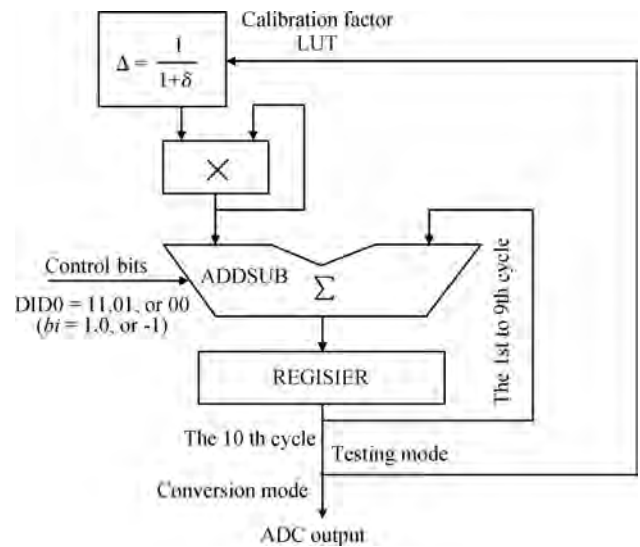 Calibration factor
LUT
Δ = 1/1+δ
×
Control bits
ADDSUB
Σ
DID0 = 11,01, or 00
(bi = 1.0, or -1)
The 1st to 9th cycle
REGISIER
The 10 th cycle
Testing mode
Conversion mode
ADC output